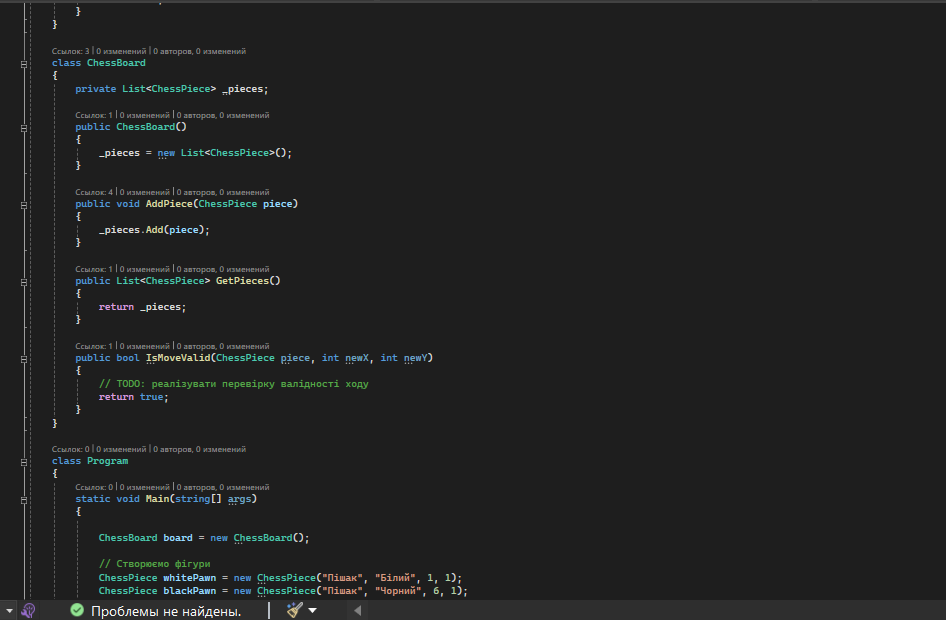 }
}
Ссылок: 3 | 0 изменений | 0 авторов, 0 изменений
class ChessBoard
{
private List<ChessPiece> _pieces;
Ссылок: 1 | 0 изменений | 0 авторов, 0 изменений
public ChessBoard()
{
_pieces = new List<ChessPiece>();
}
Ссылок: 4 | 0 изменений | 0 авторов, 0 изменений
public void AddPiece(ChessPiece piece)
{
_pieces.Add(piece);
}
Ссылок: 1 | 0 изменений | 0 авторов, 0 изменений
public List<ChessPiece> GetPieces()
{
return _pieces;
}
Ссылок: 1 | 0 изменений | 0 авторов, 0 изменений
public bool IsMoveValid(ChessPiece piece, int newX, int newY)
{
// TODO: реалізувати перевірку валідності ходу
return true;
}
}
Ссылок: 0 | 0 изменений | 0 авторов, 0 изменений
class Program
{
Ссылок: 0 | 0 изменений | 0 авторов, 0 изменений
static void Main(string[] args)
{
ChessBoard board = new ChessBoard();
// Створюємо фігури
ChessPiece whitePawn = new ChessPiece("Пішак", "Білий", 1, 1);
ChessPiece blackPawn = new ChessPiece("Пішак", "Чорний", 6, 1);
Проблемы не найдены.